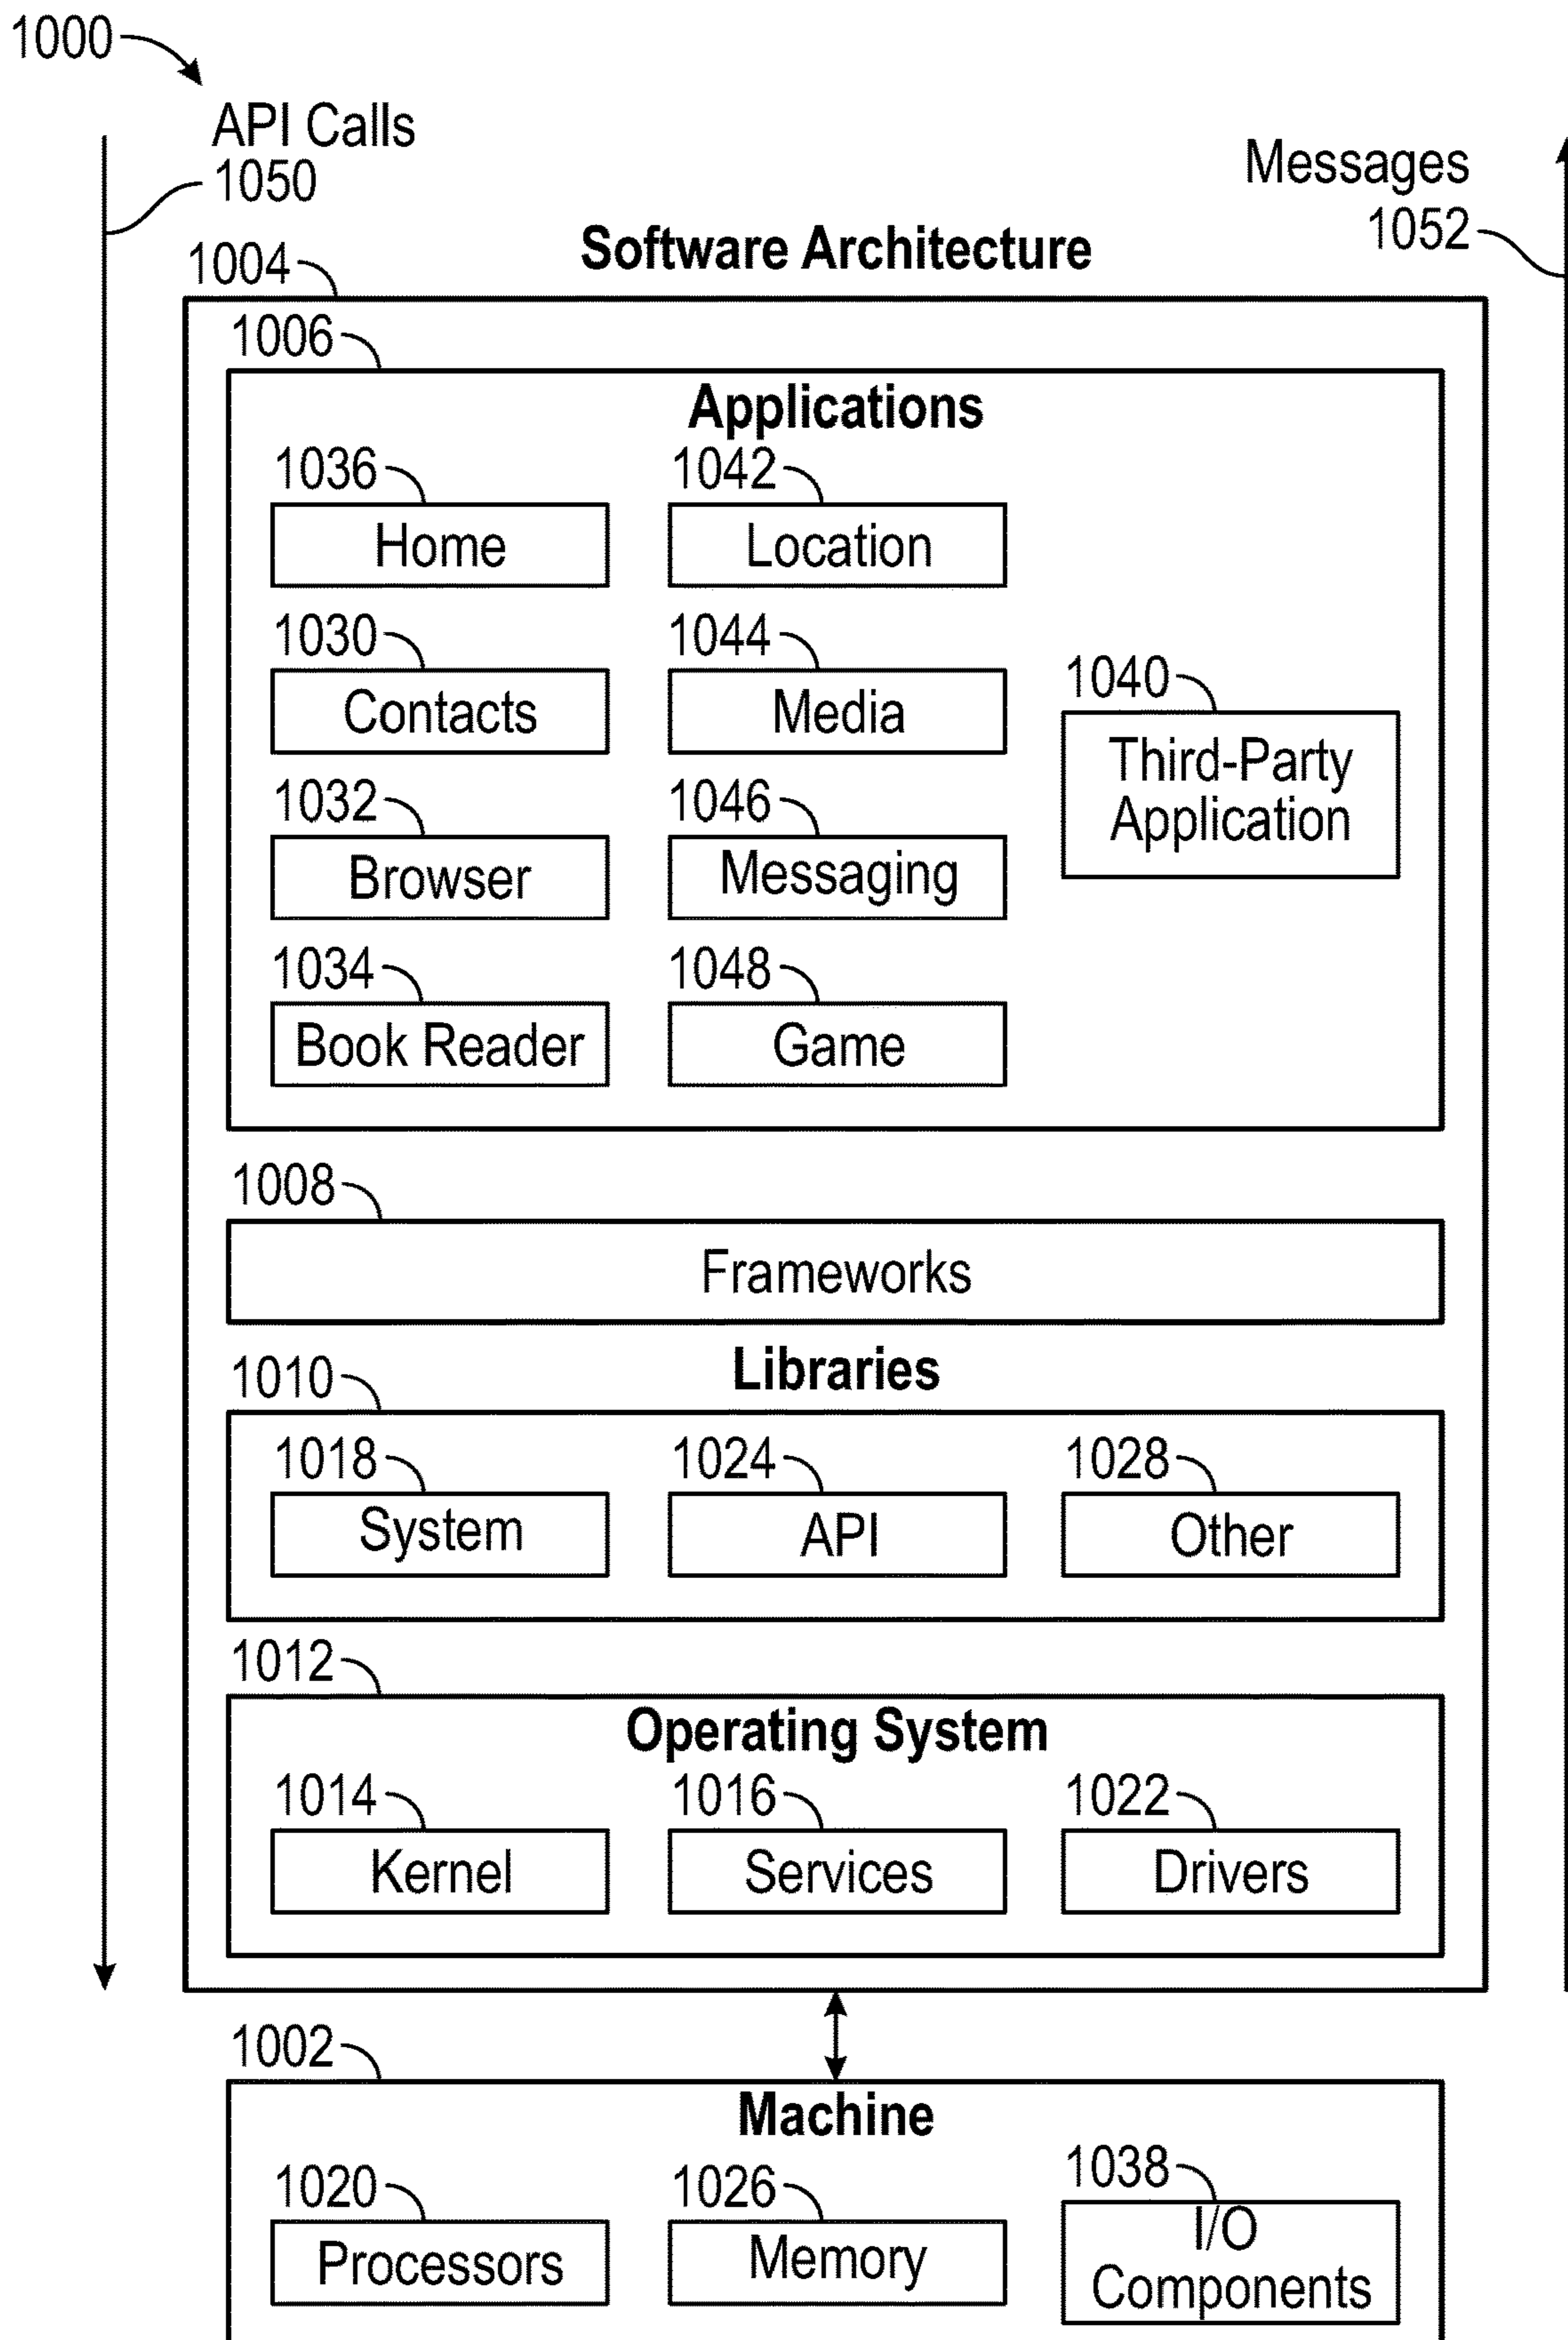 1000
API Calls
1050
Messages
1052
Software Architecture
1004
1006
Applications
1036
1042
Home
Location
1030
1044
Contacts
Media
1040
Third-Party
Application
1032
1046
Browser
Messaging
1034
1048
Book Reader
Game
1008
Frameworks
Libraries
1010
1018
1024
1028
System
API
Other
1012
Operating System
1014
1016
1022
Kernel
Services
Drivers
1002
Machine
1020
1026
1038
Processors
Memory
I/O
Components